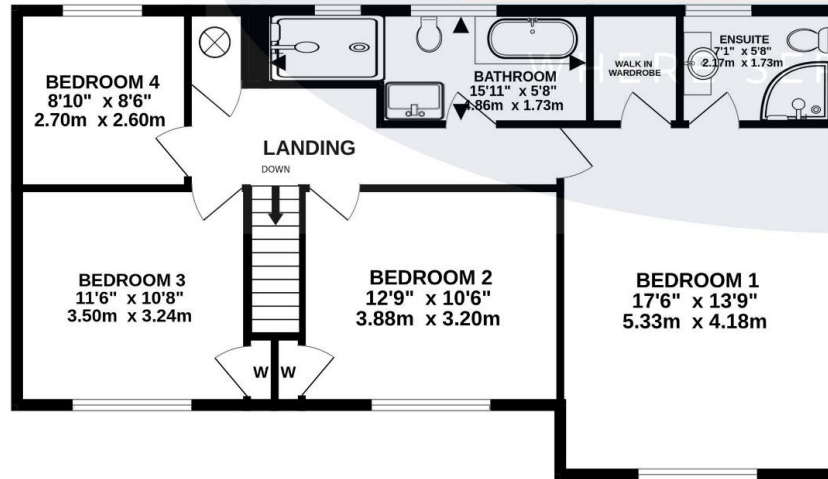 BEDROOM 4
8'10" x 8'6"
2.70m x 2.60m
BATHROOM
15'11" x 5'8"
4.86m x 1.73m
WALK IN
WARDROBE
ENSUITE
7'1" x 5'8"
2.17m x 1.73m
LANDING
DOWN
BEDROOM 3
11'6" x 10'8"
3.50m x 3.24m
BEDROOM 2
12'9" x 10'6"
3.88m x 3.20m
BEDROOM 1
17'6" x 13'9"
5.33m x 4.18m
W W